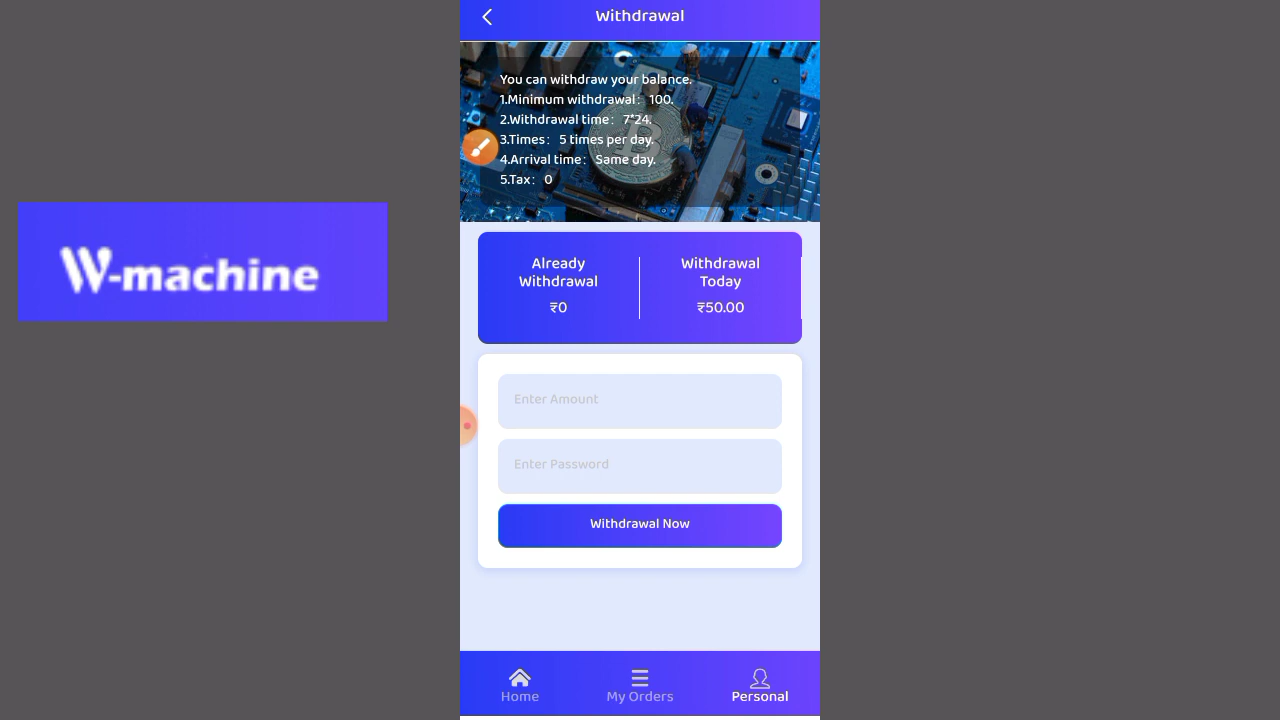 Withdrawal
You can withdraw your balance.
1.Minimum withdrawal： 100.
2.Withdrawal time： 7*24.
3.Times： 5 times per day.
4.Arrival time： Same day.
5.Tax： 0
W-machine
Already
Withdrawal
₹0
Withdrawal
Today
₹50.00
Enter Amount
Enter Password
Withdrawal Now
Home
My Orders
Personal